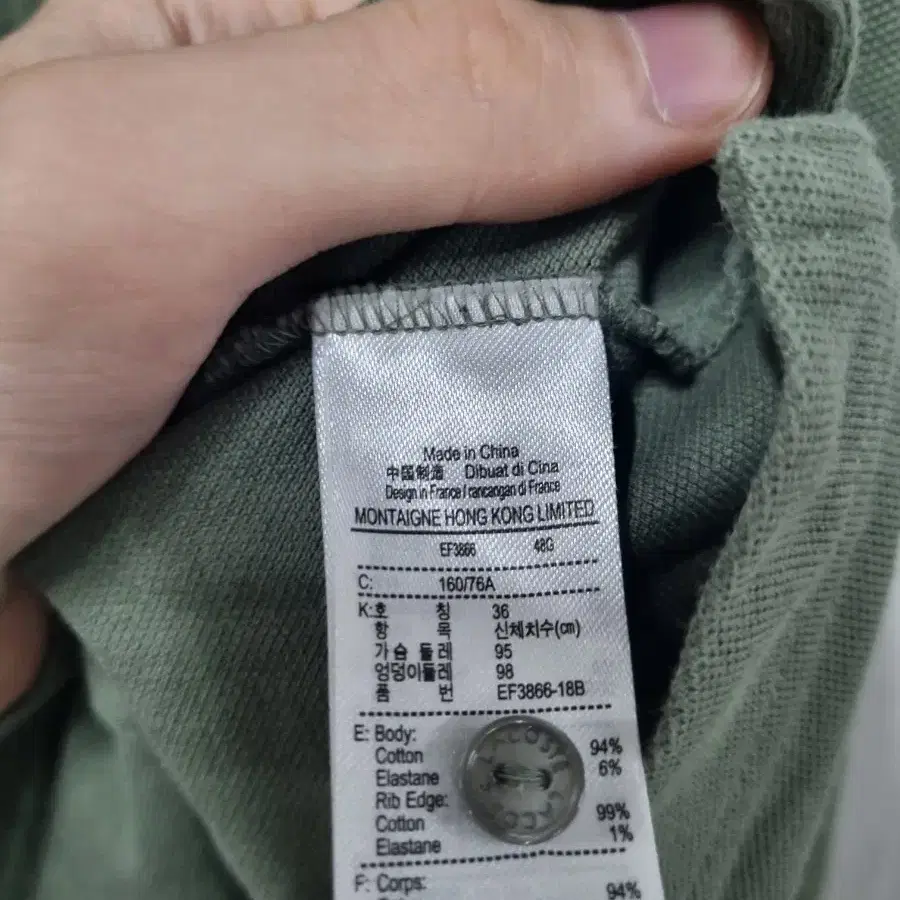 Made in China
中国制造 Dibuat di Cina
Design in France / rancangan di France
MONTAIGNE HONG KONG LIMITED
EF3866 48G
C: 160/76A
K:호 칭 36
항 목 신체치수(cm)
가슴 둘레 95
엉덩이둘레 98
품 번 EF3866-18B
E: Body:
Cotton 94%
Elastane 6%
Rib Edge:
Cotton 99%
Elastane 1%
F: Corps:
94%